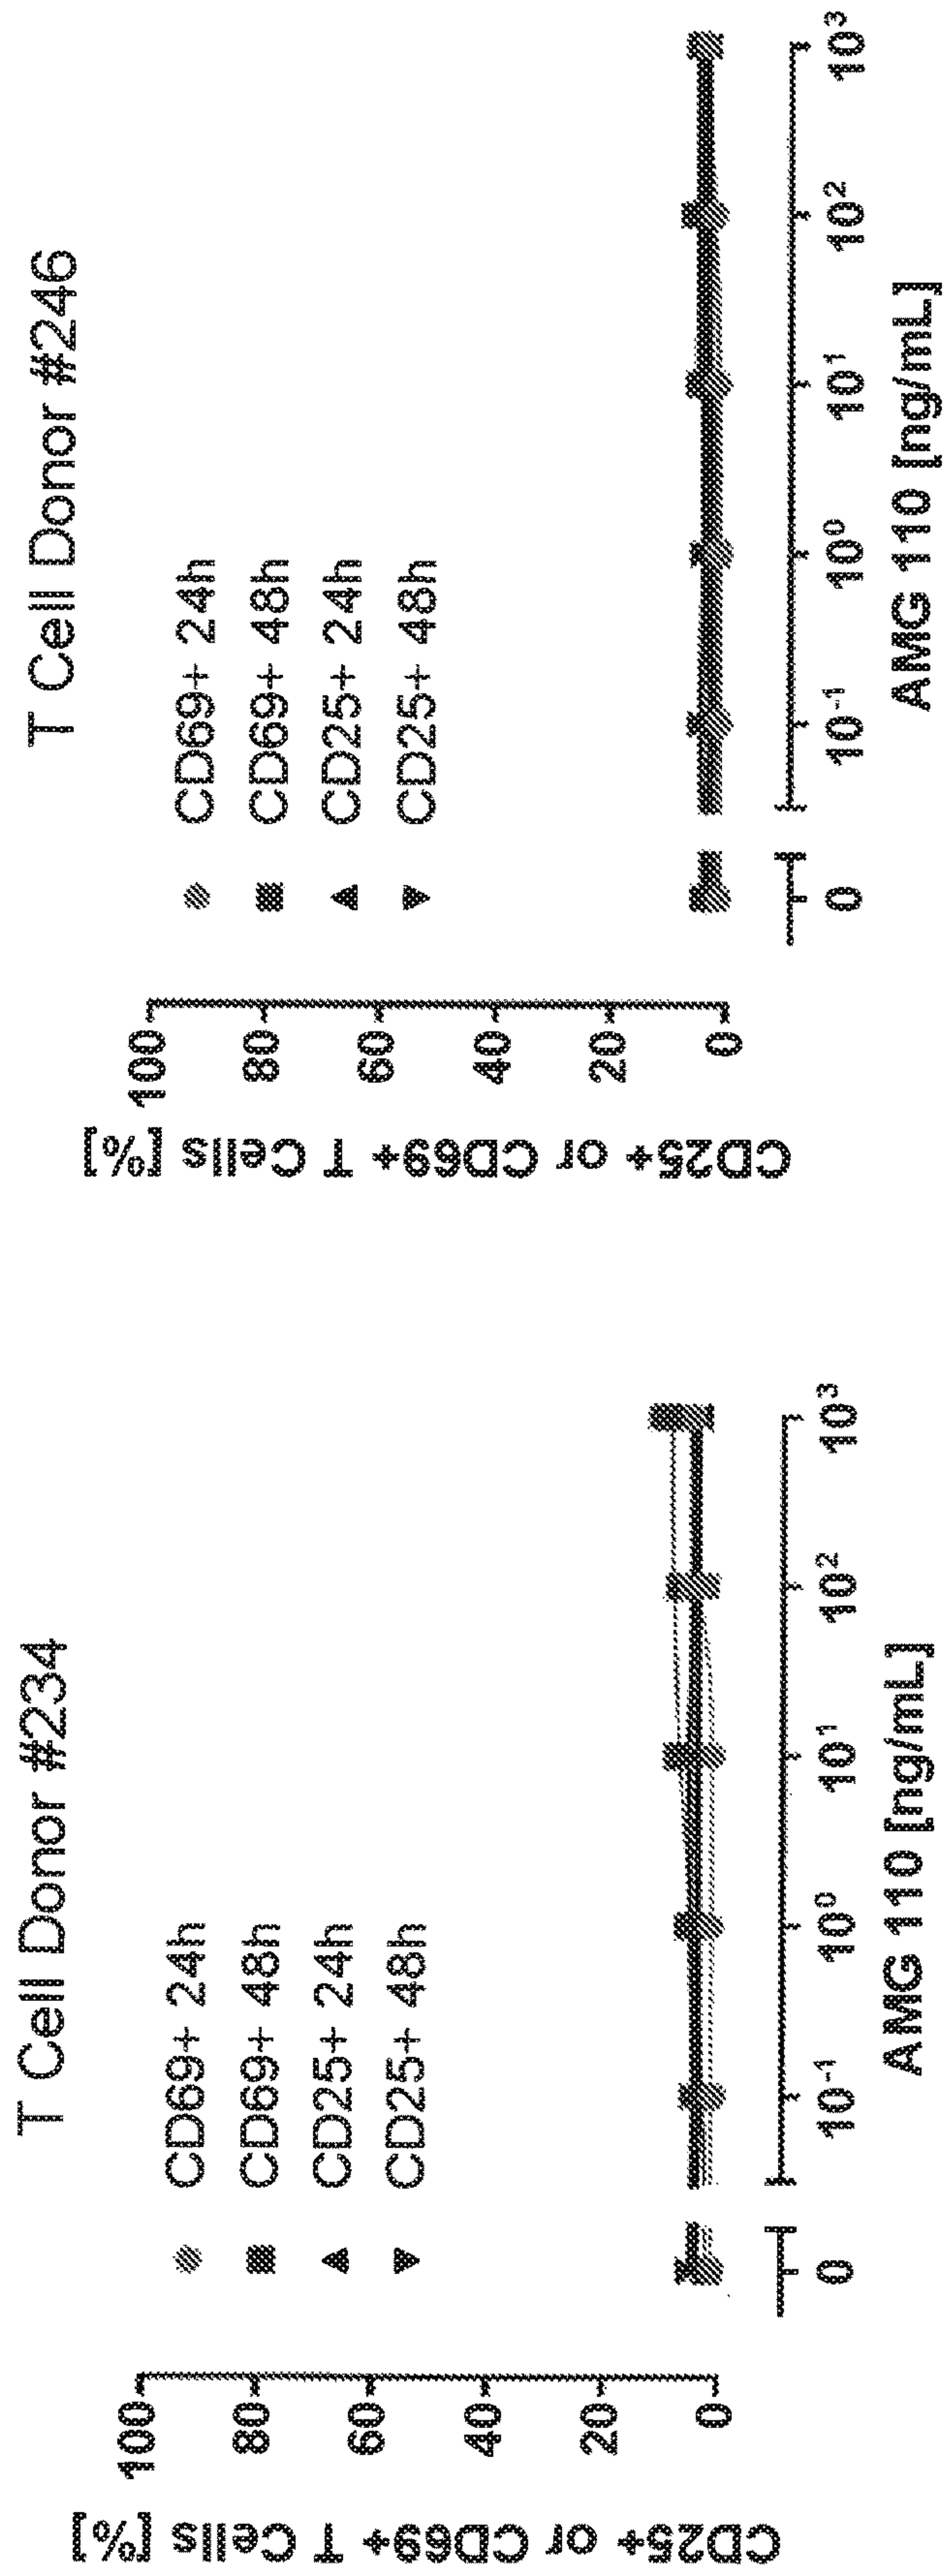 T Cell Donor #234
CD69+ 24h
CD69+ 48h
CD25+ 24h
CD25+ 48h
CD25+ or CD69+ T Cells [%]
100
80
60
40
20
0
0 10⁻¹ 10⁰ 10¹ 10² 10³
AMG 110 [ng/mL]
T Cell Donor #246
CD69+ 24h
CD69+ 48h
CD25+ 24h
CD25+ 48h
CD25+ or CD69+ T Cells [%]
100
80
60
40
20
0
0 10⁻¹ 10⁰ 10¹ 10² 10³
AMG 110 [ng/mL]